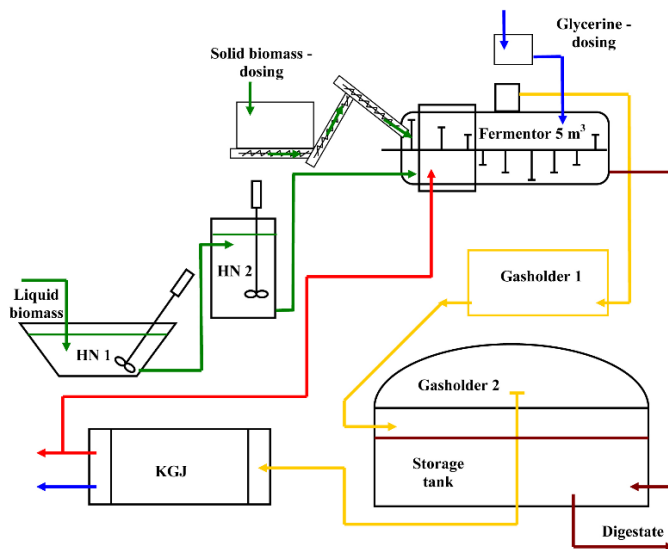 Glycerine -
dosing
Solid biomass -
dosing
Fermentor 5 m³
HN 2
Gasholder 1
Liquid
biomass
HN 1
Gasholder 2
KGJ
Storage
tank
Digestate